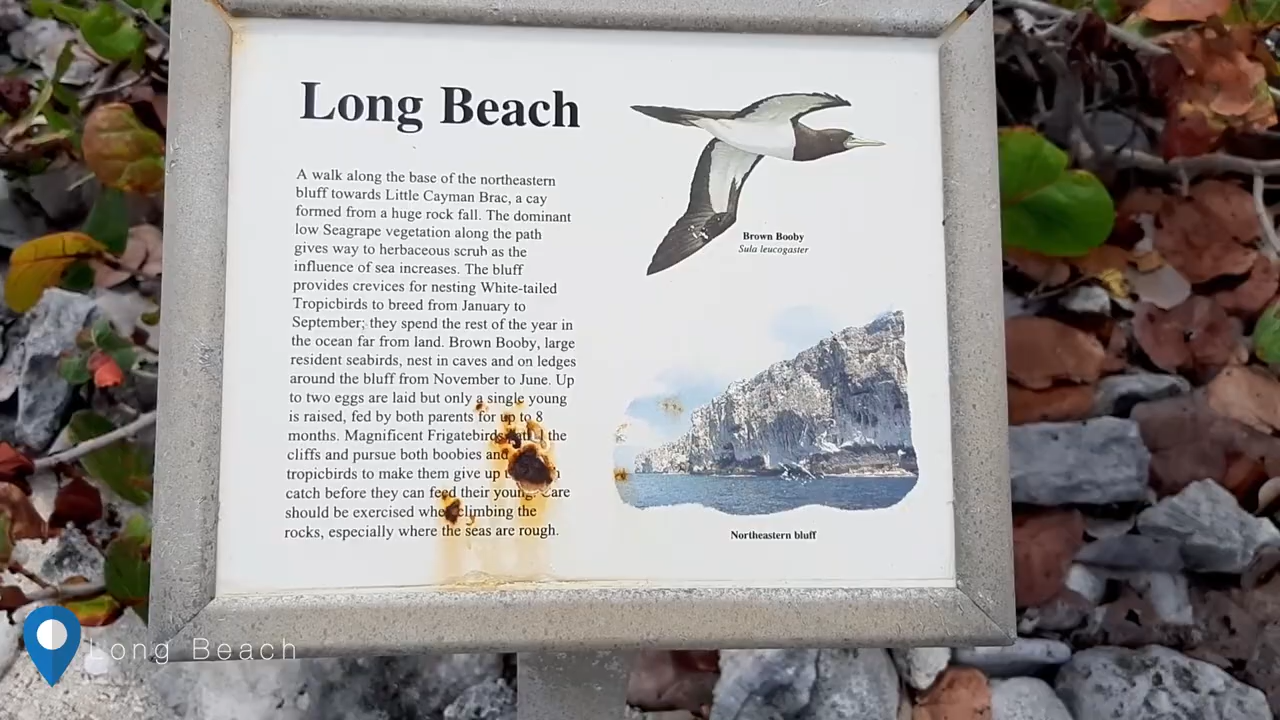 Long Beach
A walk along the base of the northeastern
bluff towards Little Cayman Brac, a cay
formed from a huge rock fall. The dominant
low Seagrape vegetation along the path
gives way to herbaceous scrub as the
influence of sea increases. The bluff
provides crevices for nesting White-tailed
Tropicbirds to breed from January to
September; they spend the rest of the year in
the ocean far from land. Brown Booby, large
resident seabirds, nest in caves and on ledges
around the bluff from November to June. Up
to two eggs are laid but only a single young
is raised, fed by both parents for up to 8
months. Magnificent Frigatebirds the
cliffs and pursue both boobies and
tropicbirds to make them give up
catch before they can feed their young. Care
should be exercised when climbing the
rocks, especially where the seas are rough.
Brown Booby
Sula leucogaster
Northeastern bluff
Long Beach